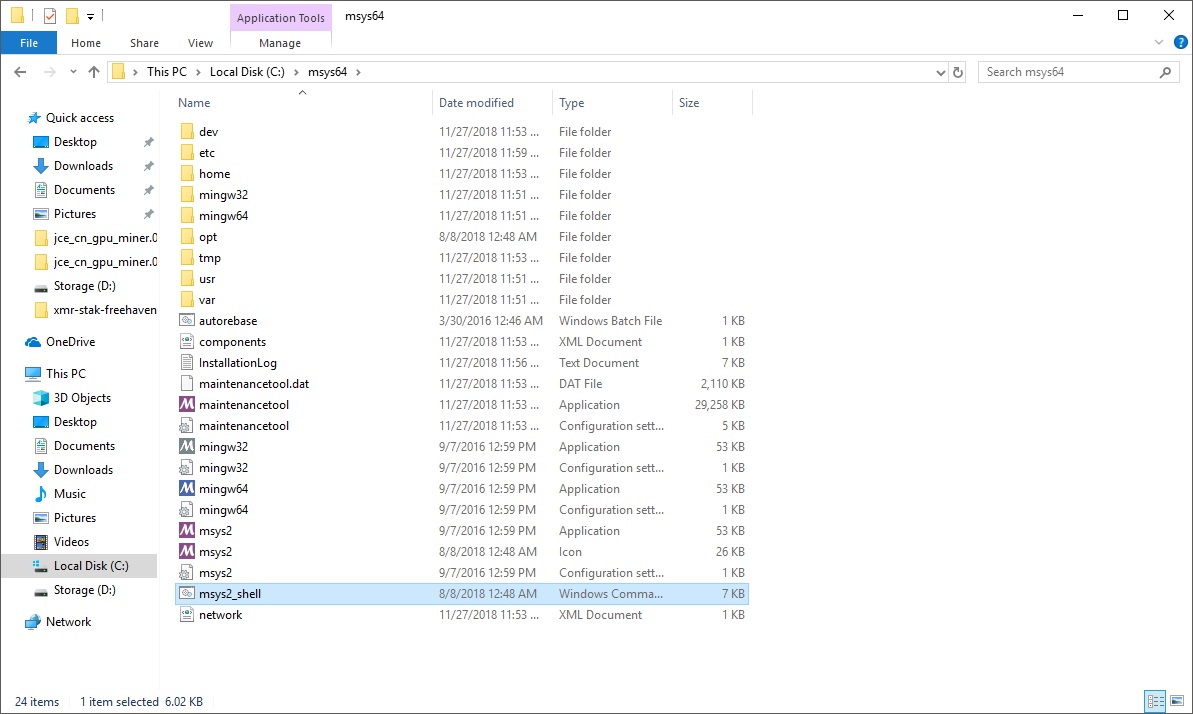 Application Tools msys64
File Home Share View Manage
?
› This PC › Local Disk (C:) › msys64 ›
Search msys64
Quick access
Desktop
Downloads
Documents
Pictures
jce_cn_gpu_miner.0
jce_cn_gpu_miner.0
Storage (D:)
xmr-stak-freehaven
OneDrive
This PC
3D Objects
Desktop
Documents
Downloads
Music
Pictures
Videos
Local Disk (C:)
Storage (D:)
Network
Name Date modified Type Size
dev 11/27/2018 11:53 ... File folder
etc 11/27/2018 11:59 ... File folder
home 11/27/2018 11:53 ... File folder
mingw32 11/27/2018 11:51 ... File folder
mingw64 11/27/2018 11:51 ... File folder
opt 8/8/2018 12:48 AM File folder
tmp 11/27/2018 11:53 ... File folder
usr 11/27/2018 11:51 ... File folder
var 11/27/2018 11:51 ... File folder
autorebase 3/30/2016 12:46 AM Windows Batch File 1 KB
components 11/27/2018 11:53 ... XML Document 1 KB
InstallationLog 11/27/2018 11:56 ... Text Document 7 KB
maintenancetool.dat 11/27/2018 11:53 ... DAT File 2,110 KB
maintenancetool 11/27/2018 11:53 ... Application 29,258 KB
maintenancetool 11/27/2018 11:53 ... Configuration sett... 5 KB
mingw32 9/7/2016 12:59 PM Application 53 KB
mingw32 9/7/2016 12:59 PM Configuration sett... 1 KB
mingw64 9/7/2016 12:59 PM Application 53 KB
mingw64 9/7/2016 12:59 PM Configuration sett... 1 KB
msys2 9/7/2016 12:59 PM Application 53 KB
msys2 8/8/2018 12:48 AM Icon 26 KB
msys2 9/7/2016 12:59 PM Configuration sett... 1 KB
msys2_shell 8/8/2018 12:48 AM Windows Comma... 7 KB
network 11/27/2018 11:53 ... XML Document 1 KB
24 items 1 item selected 6.02 KB